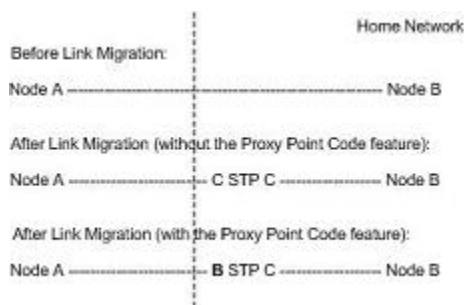 Home Network
Before Link Migration:
Node A ---------------------------------------------------------- Node B
After Link Migration (without the Proxy Point Code feature):
Node A ------------------------- C STP C ------------------ Node B
After Link Migration (with the Proxy Point Code feature):
Node A ------------------------- B STP C ------------------ Node B